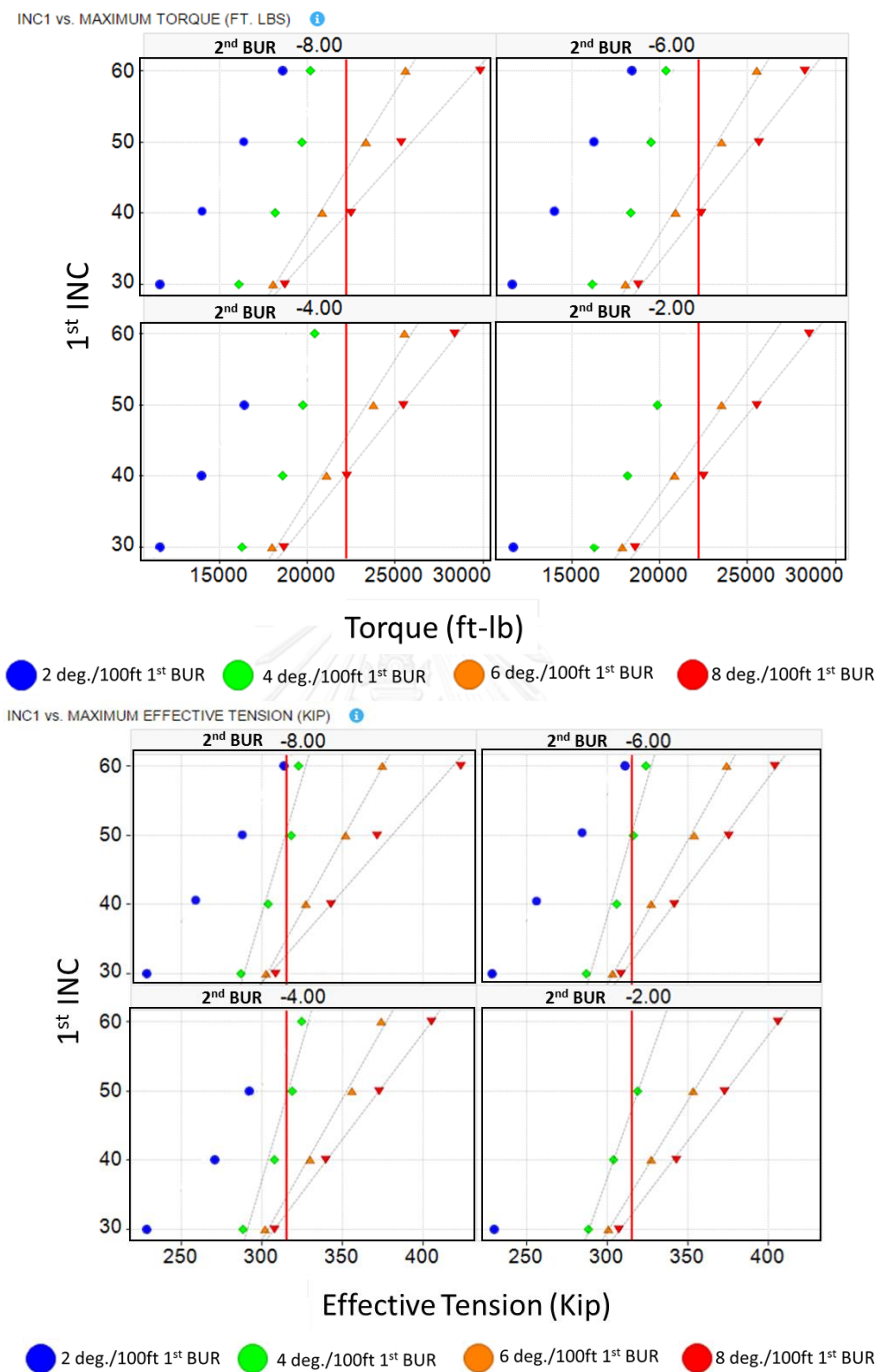 INC1 vs. MAXIMUM TORQUE (FT. LBS) i
2nd BUR -8.00 2nd BUR -6.00
60
50
40
30
1st INC
2nd BUR -4.00 2nd BUR -2.00
60
50
40
30
15000 20000 25000 30000 15000 20000 25000 30000
Torque (ft-lb)
2 deg./100ft 1st BUR 4 deg./100ft 1st BUR 6 deg./100ft 1st BUR 8 deg./100ft 1st BUR
INC1 vs. MAXIMUM EFFECTIVE TENSION (KIP) i
2nd BUR -8.00 2nd BUR -6.00
60
50
40
30
1st INC
2nd BUR -4.00 2nd BUR -2.00
60
50
40
30
250 300 350 400 250 300 350 400
Effective Tension (Kip)
2 deg./100ft 1st BUR 4 deg./100ft 1st BUR 6 deg./100ft 1st BUR 8 deg./100ft 1st BUR